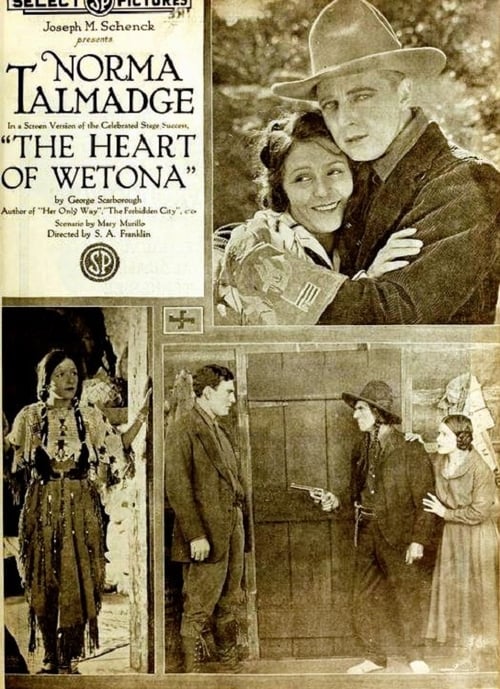 SELECT SP PICTURES
Joseph M. Schenck
presents
NORMA
TALMADGE
In a Screen Version of the Celebrated Stage Success,
"THE HEART
OF WETONA"
by George Scarborough
Author of "Her Only Way", "The Forbidden City", etc.
Scenario by Mary Murillo
Directed by S. A. Franklin
SP